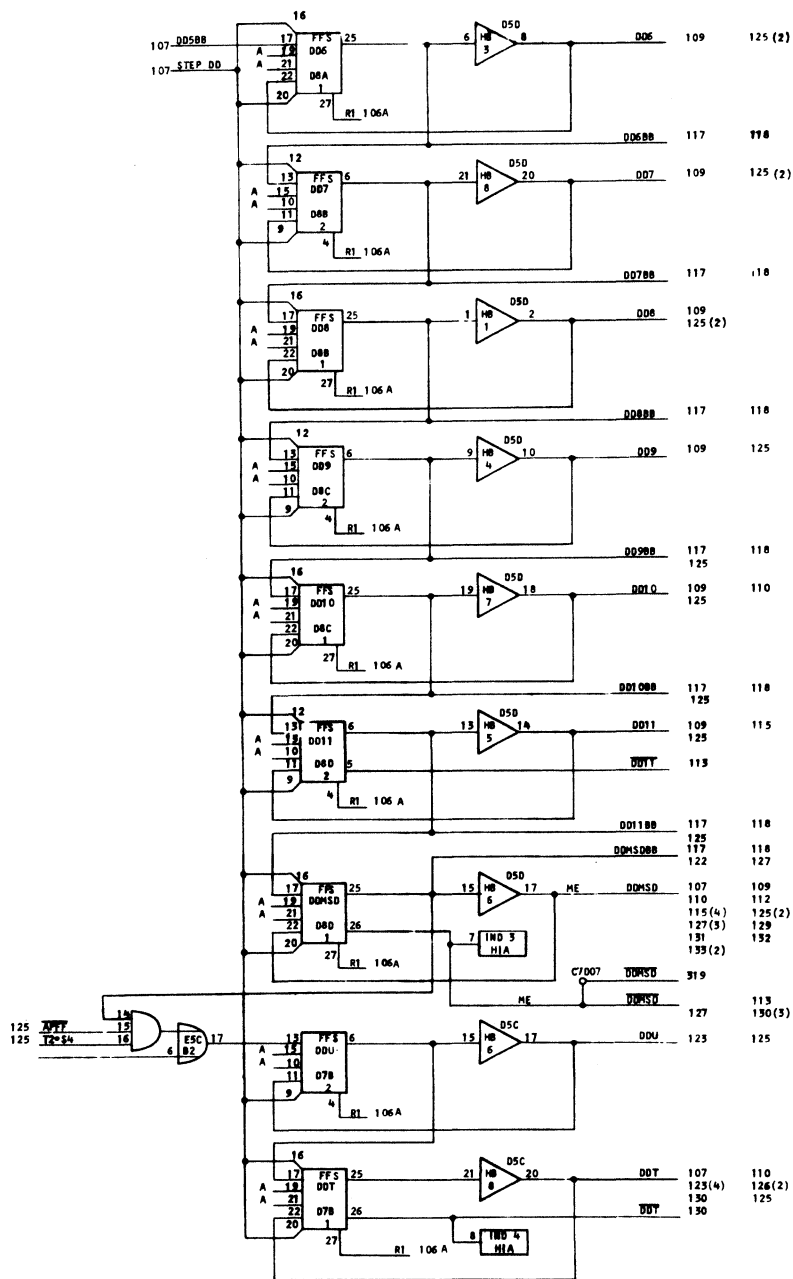 16
107 DD5BB 17 FFS 25 6 HB 3 D5D 8 DD6 109 125(2)
A 19 DD6
107 STEP DD A 21
22 D8A
20 1
27 R1 106A
DD6BB 117 118
12
13 FFS 6 21 HB 8 D5D 20 DD7 109 125(2)
A 15 DD7
A 10
11 D8B
9 2
4 R1 106A
DD7BB 117 118
16
17 FFS 25 1 HB 1 D5D 2 DD8 109
A 19 DD8 125(2)
A 21
22 D8B
20 1
27 R1 106A
DD8BB 117 118
12
13 FFS 6 9 HB 4 D5D 10 DD9 109 125
A 15 DD9
A 10
11 D8C
9 2
4 R1 106A
DD9BB 117 118
125
16
17 FFS 25 19 HB 7 D5D 18 DD10 109 110
A 19 DD10 125
A 21
22 D8C
20 1
27 R1 106A
DD10BB 117 118
125
12
13 FFS 6 13 HB 5 D5D 14 DD11 109 115
A 15 DD11 125
A 10
11 D8D 5 D̅D̅1̅1̅ 113
9 2
4 R1 106A
DD11BB 117 118
125
DDMSDBB 117 118
122 127
16
17 FFS 25 15 HB 6 D5D 17 ME DDMSD 107 109
A 19 DDMSD 110 112
A 21 115(4) 125(2)
22 D8D 26 7 IND 3 127(3) 129
20 1 H1A 131 132
27 R1 106A 133(2)
C7D07 D̅D̅M̅S̅D̅ 319
ME D̅D̅M̅S̅D̅ 113
127 130(3)
14
125 A̅P̅F̅F̅ 15
125 T̅2̅•̅S̅4̅ 16
6 E5C B2 17
13 FFS 6 15 HB 6 D5C 17 DDU 123 125
A 15 DDU
A 10
11 D7B
9 2
4 R1 106A
16
17 FFS 25 21 HB 8 D5C 20 DDT 107 110
A 19 DDT 123(4) 126(2)
A 21 130 125
22 D7B 26 D̅D̅T̅ 130
20 1 8 IND 4
27 H1A
R1 106A